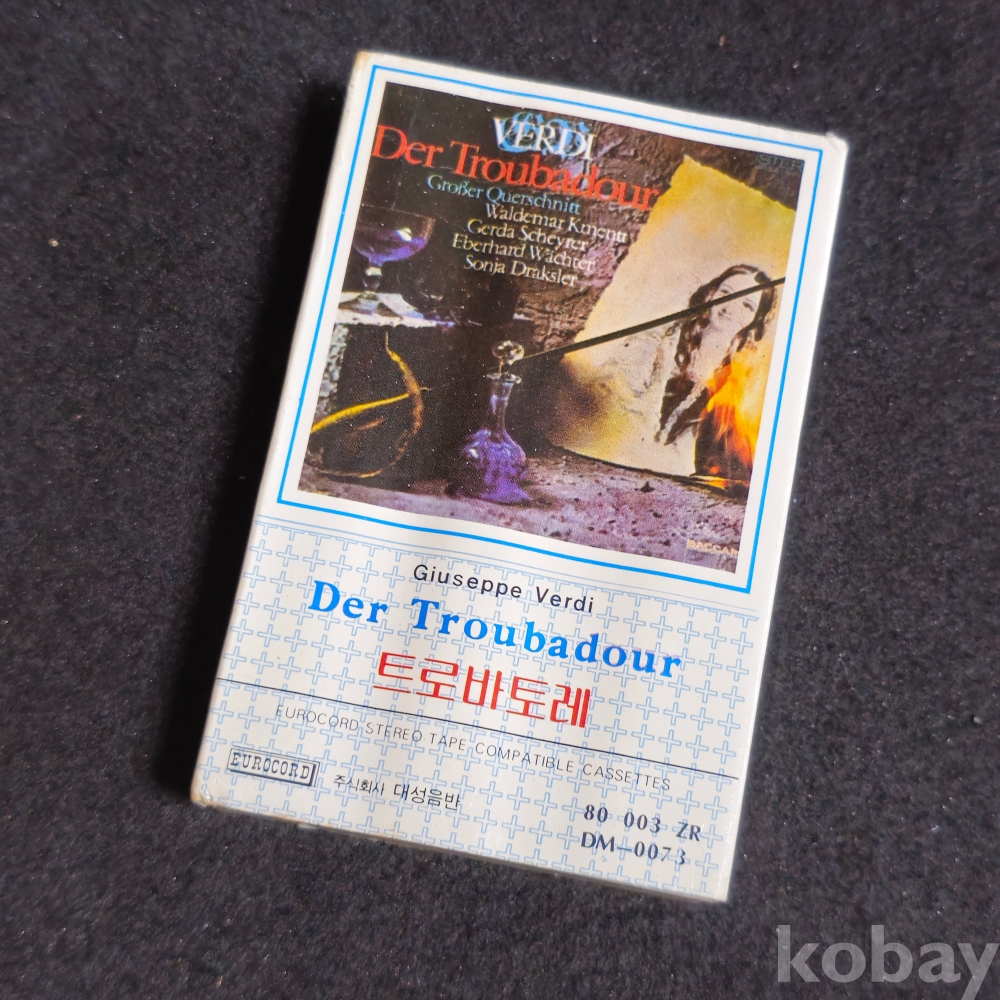 VERDI
Der Troubadour
Großer Querschnitt
Waldemar Kmentt
Gerda Scheyrer
Eberhard Wächter
Sonja Draksler
Giuseppe Verdi
Der Troubadour
트로바토레
EUROCORD-STEREO TAPE COMPATIBLE CASSETTES
EUROCORD 주식회사 대성음반
80 003 ZR
DM-0073
kobay